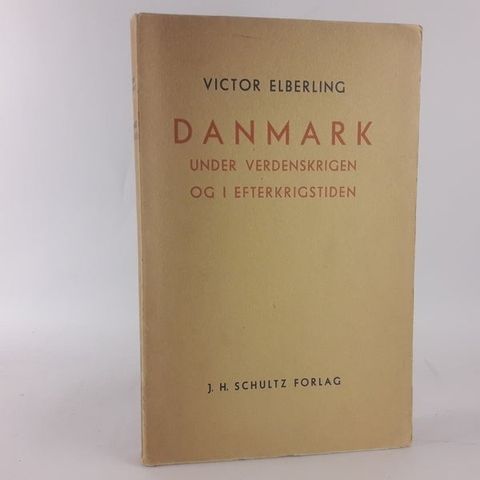 VICTOR ELBERLING
DANMARK
UNDER VERDENSKRIGEN
OG I EFTERKRIGSTIDEN
J. H. SCHULTZ FORLAG